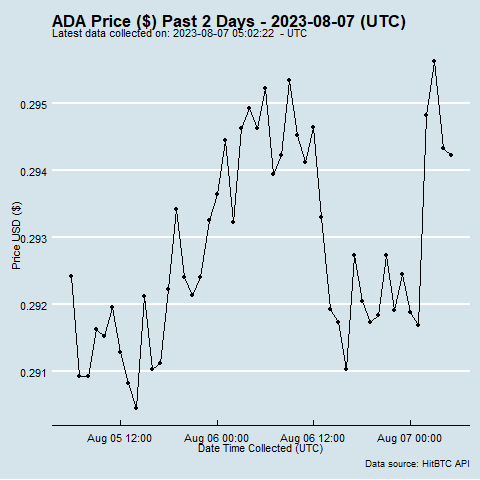 ADA Price ($) Past 2 Days - 2023-08-07 (UTC)
Latest data collected on: 2023-08-07 05:02:22 - UTC
0.295
0.294
0.293
0.292
0.291
Price USD ($)
Aug 05 12:00 Aug 06 00:00 Aug 06 12:00 Aug 07 00:00
Date Time Collected (UTC)
Data source: HitBTC API